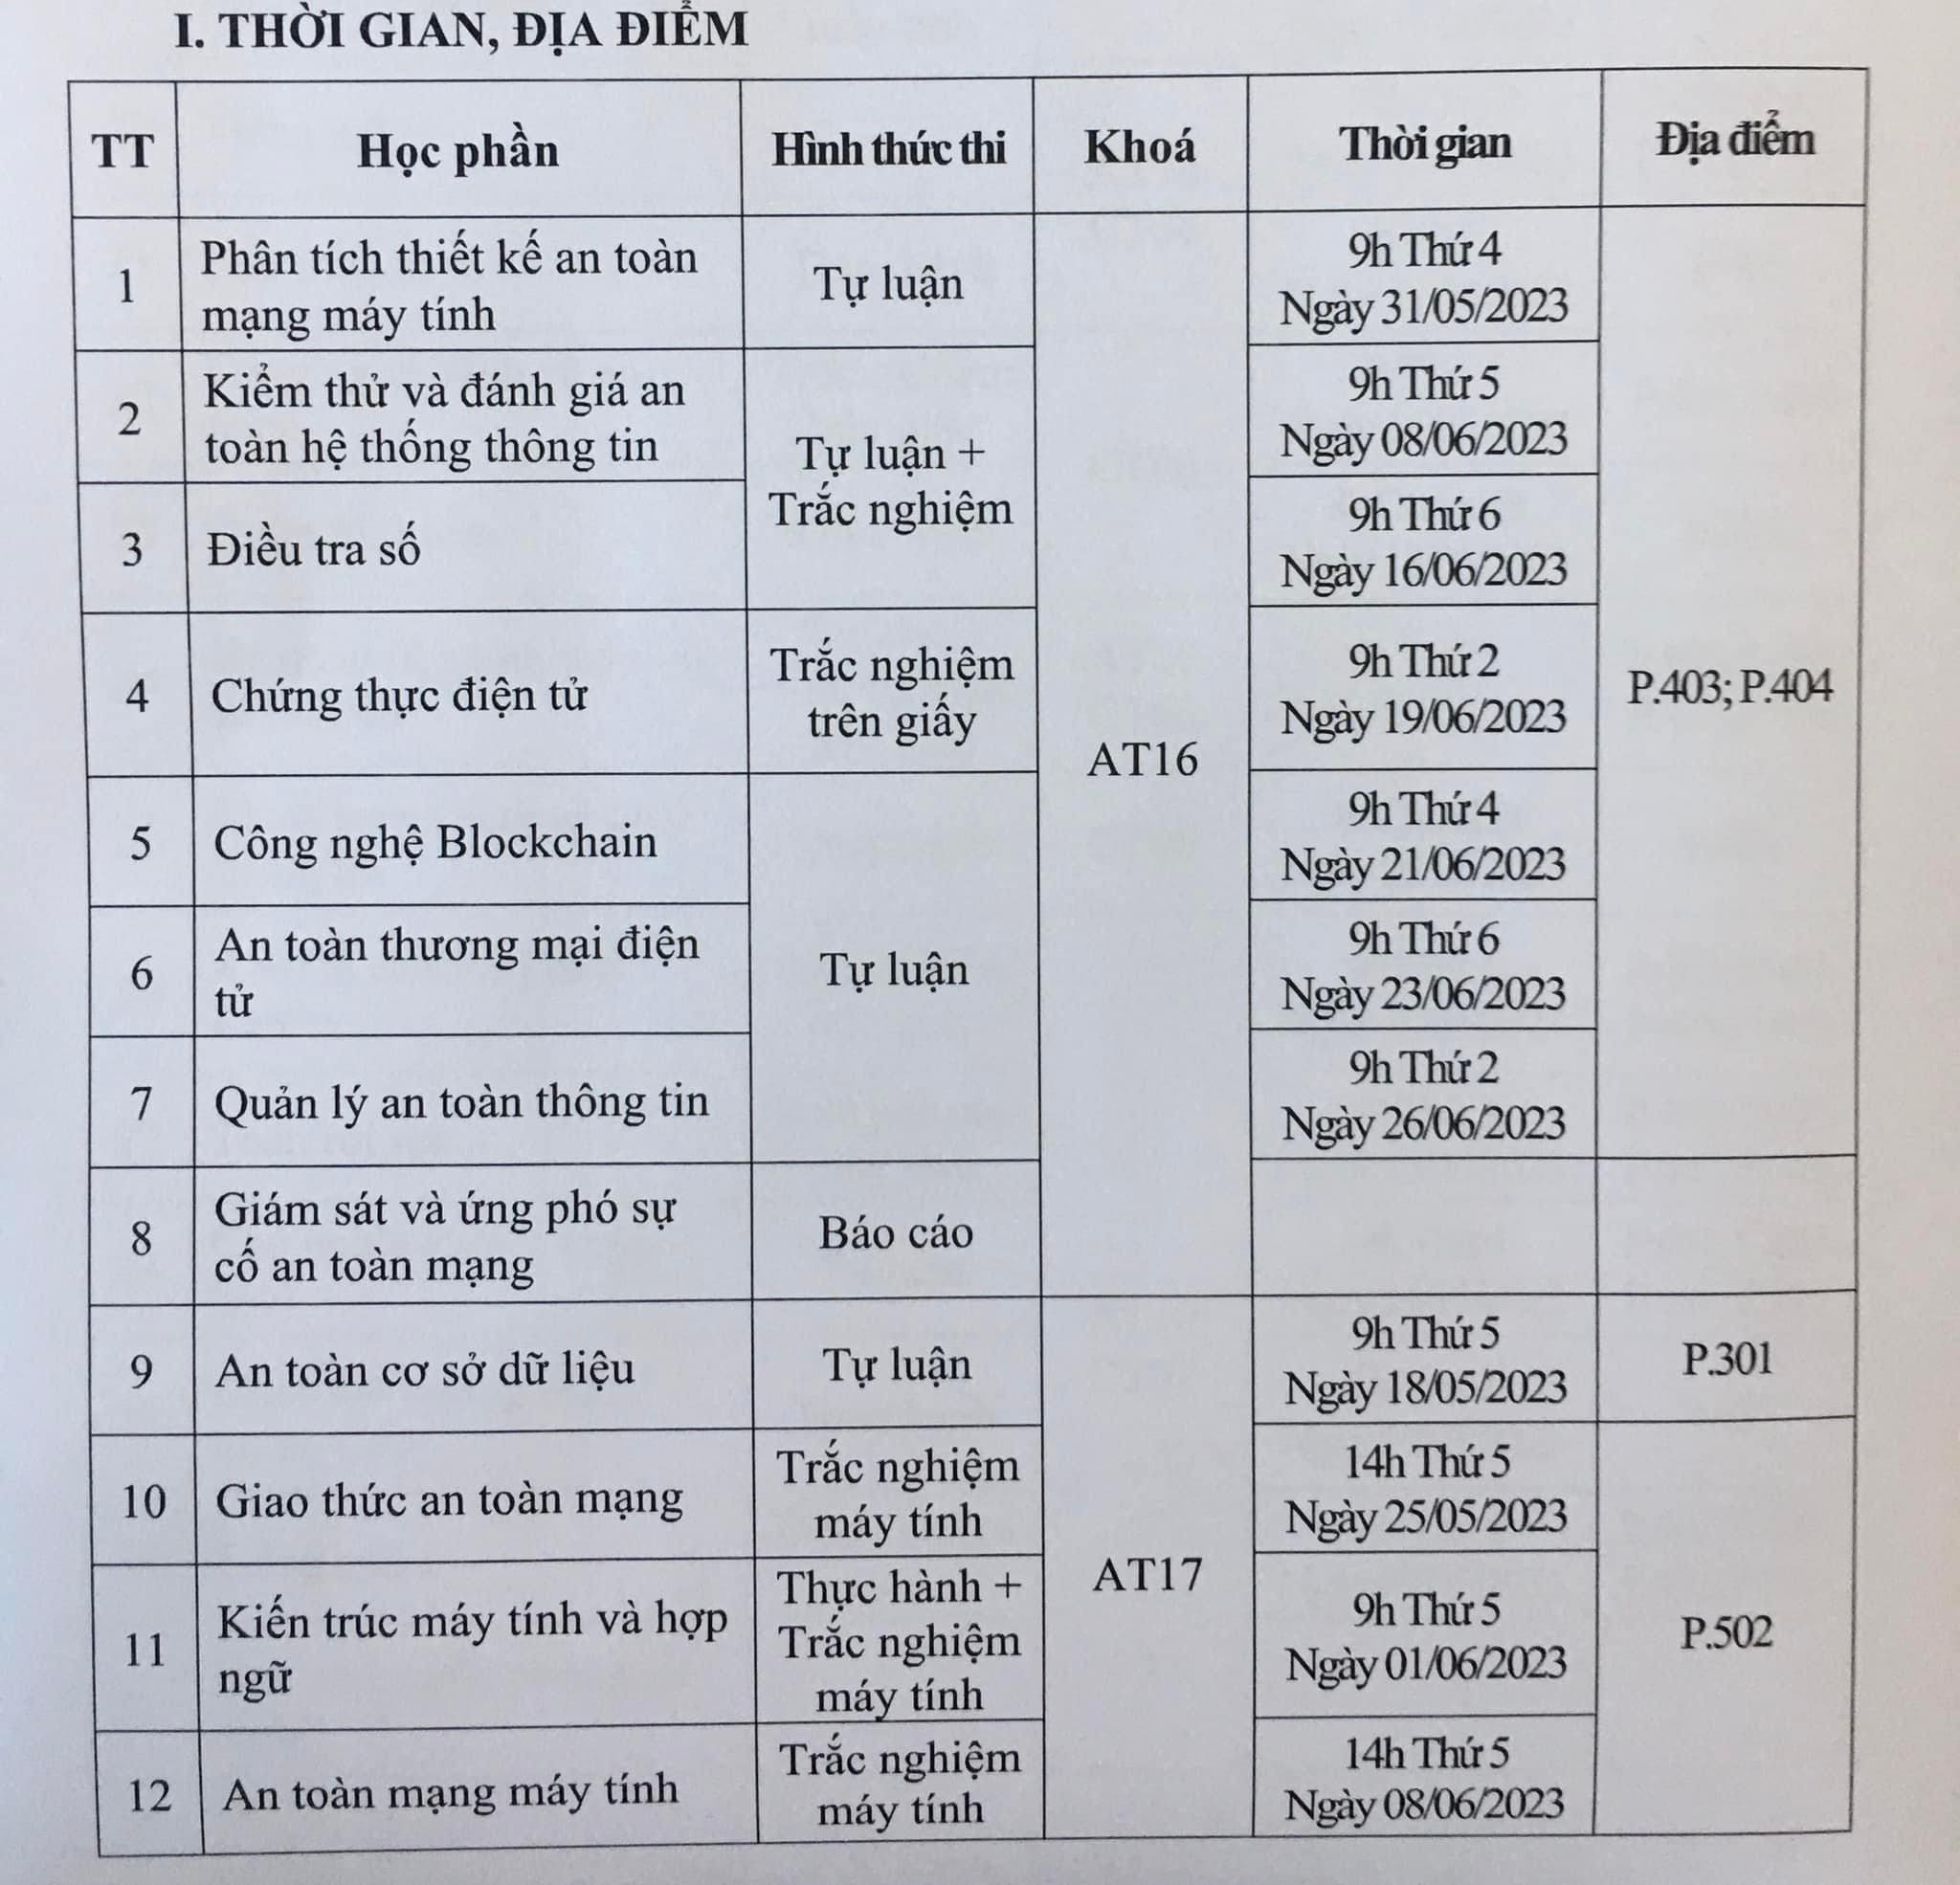 I. THỜI GIAN, ĐỊA ĐIỂM
TT Học phần Hình thức thi Khoá Thời gian Địa điểm
1
Phân tích thiết kế an toàn
mạng máy tính
Tự luận
9h Thứ 4
Ngày 31/05/2023
2
Kiểm thử và đánh giá an
toàn hệ thống thông tin
Tự luận +
Trắc nghiệm
9h Thứ 5
Ngày 08/06/2023
3
Điều tra số
9h Thứ 6
Ngày 16/06/2023
4
Chứng thực điện tử
Trắc nghiệm
trên giấy
AT16
9h Thứ 2
Ngày 19/06/2023
P.403; P.404
5
Công nghệ Blockchain
9h Thứ 4
Ngày 21/06/2023
6
An toàn thương mại điện
tử
Tự luận
9h Thứ 6
Ngày 23/06/2023
7
Quản lý an toàn thông tin
9h Thứ 2
Ngày 26/06/2023
8
Giám sát và ứng phó sự
cố an toàn mạng
Báo cáo
9
An toàn cơ sở dữ liệu
Tự luận
9h Thứ 5
Ngày 18/05/2023
P.301
10
Giao thức an toàn mạng
Trắc nghiệm
máy tính
AT17
14h Thứ 5
Ngày 25/05/2023
11
Kiến trúc máy tính và hợp
ngữ
Thực hành +
Trắc nghiệm
máy tính
9h Thứ 5
Ngày 01/06/2023
P.502
12
An toàn mạng máy tính
Trắc nghiệm
máy tính
14h Thứ 5
Ngày 08/06/2023